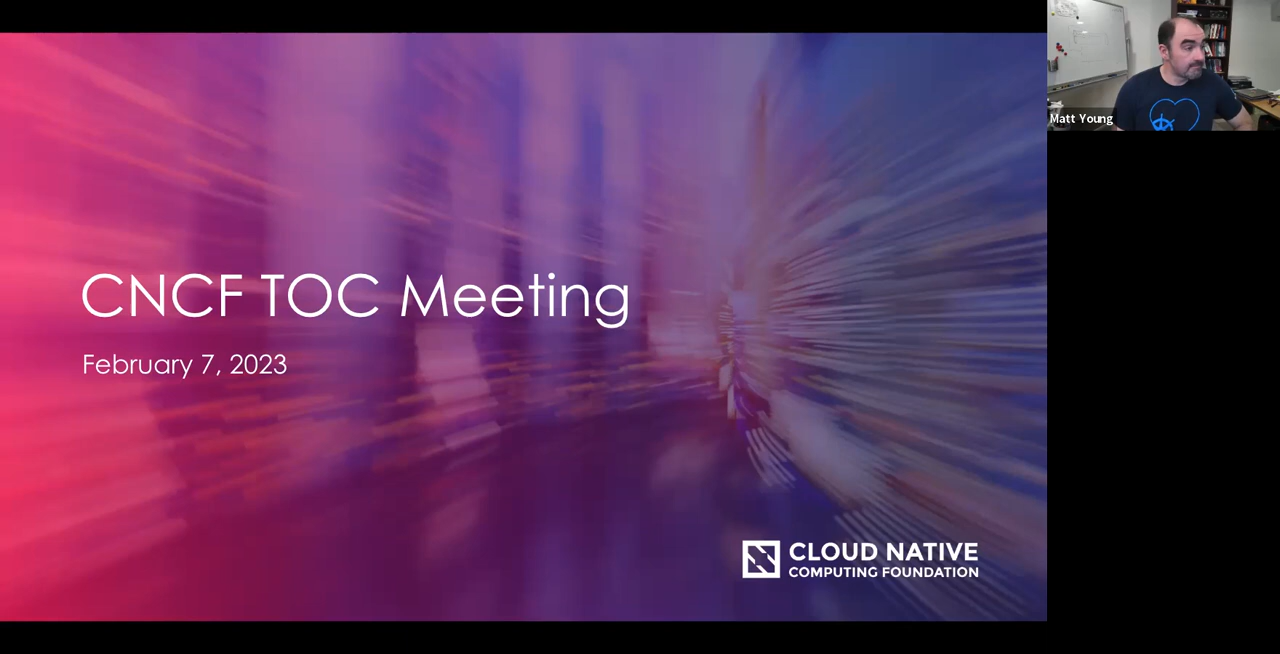 Matt Young
CNCF TOC Meeting
February 7, 2023
CLOUD NATIVE
COMPUTING FOUNDATION